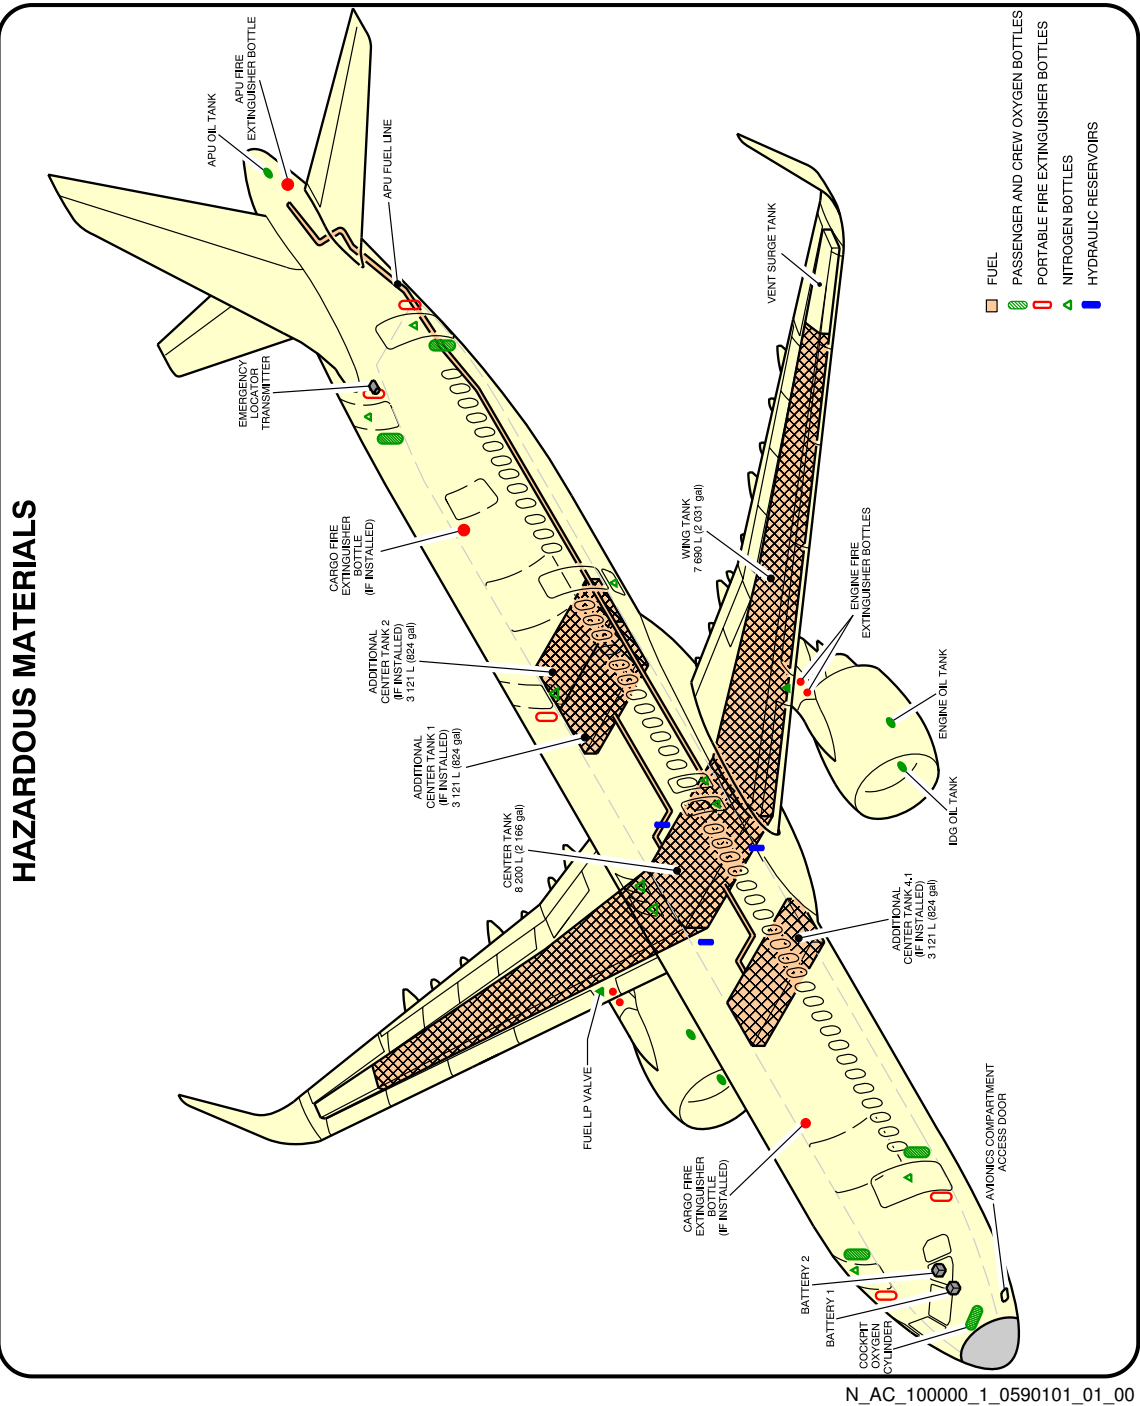 HAZARDOUS MATERIALS
APU OIL TANK
APU FIRE
EXTINGUISHER BOTTLE
APU FUEL LINE
EMERGENCY
LOCATOR
TRANSMITTER
CARGO FIRE
EXTINGUISHER
BOTTLE
(IF INSTALLED)
ADDITIONAL
CENTER TANK 2
(IF INSTALLED)
3 121 L (824 gal)
ADDITIONAL
CENTER TANK 1
(IF INSTALLED)
3 121 L (824 gal)
CENTER TANK
8 200 L (2 166 gal)
FUEL LP VALVE
CARGO FIRE
EXTINGUISHER
BOTTLE
(IF INSTALLED)
BATTERY 2
BATTERY 1
COCKPIT
OXYGEN
CYLINDER
VENT SURGE TANK
WING TANK
7 690 L (2 031 gal)
ENGINE FIRE
EXTINGUISHER BOTTLES
ENGINE OIL TANK
IDG OIL TANK
ADDITIONAL
CENTER TANK 4.1
(IF INSTALLED)
3 121 L (824 gal)
AVIONICS COMPARTMENT
ACCESS DOOR
FUEL
PASSENGER AND CREW OXYGEN BOTTLES
PORTABLE FIRE EXTINGUISHER BOTTLES
NITROGEN BOTTLES
HYDRAULIC RESERVOIRS
N_AC_100000_1_0590101_01_00